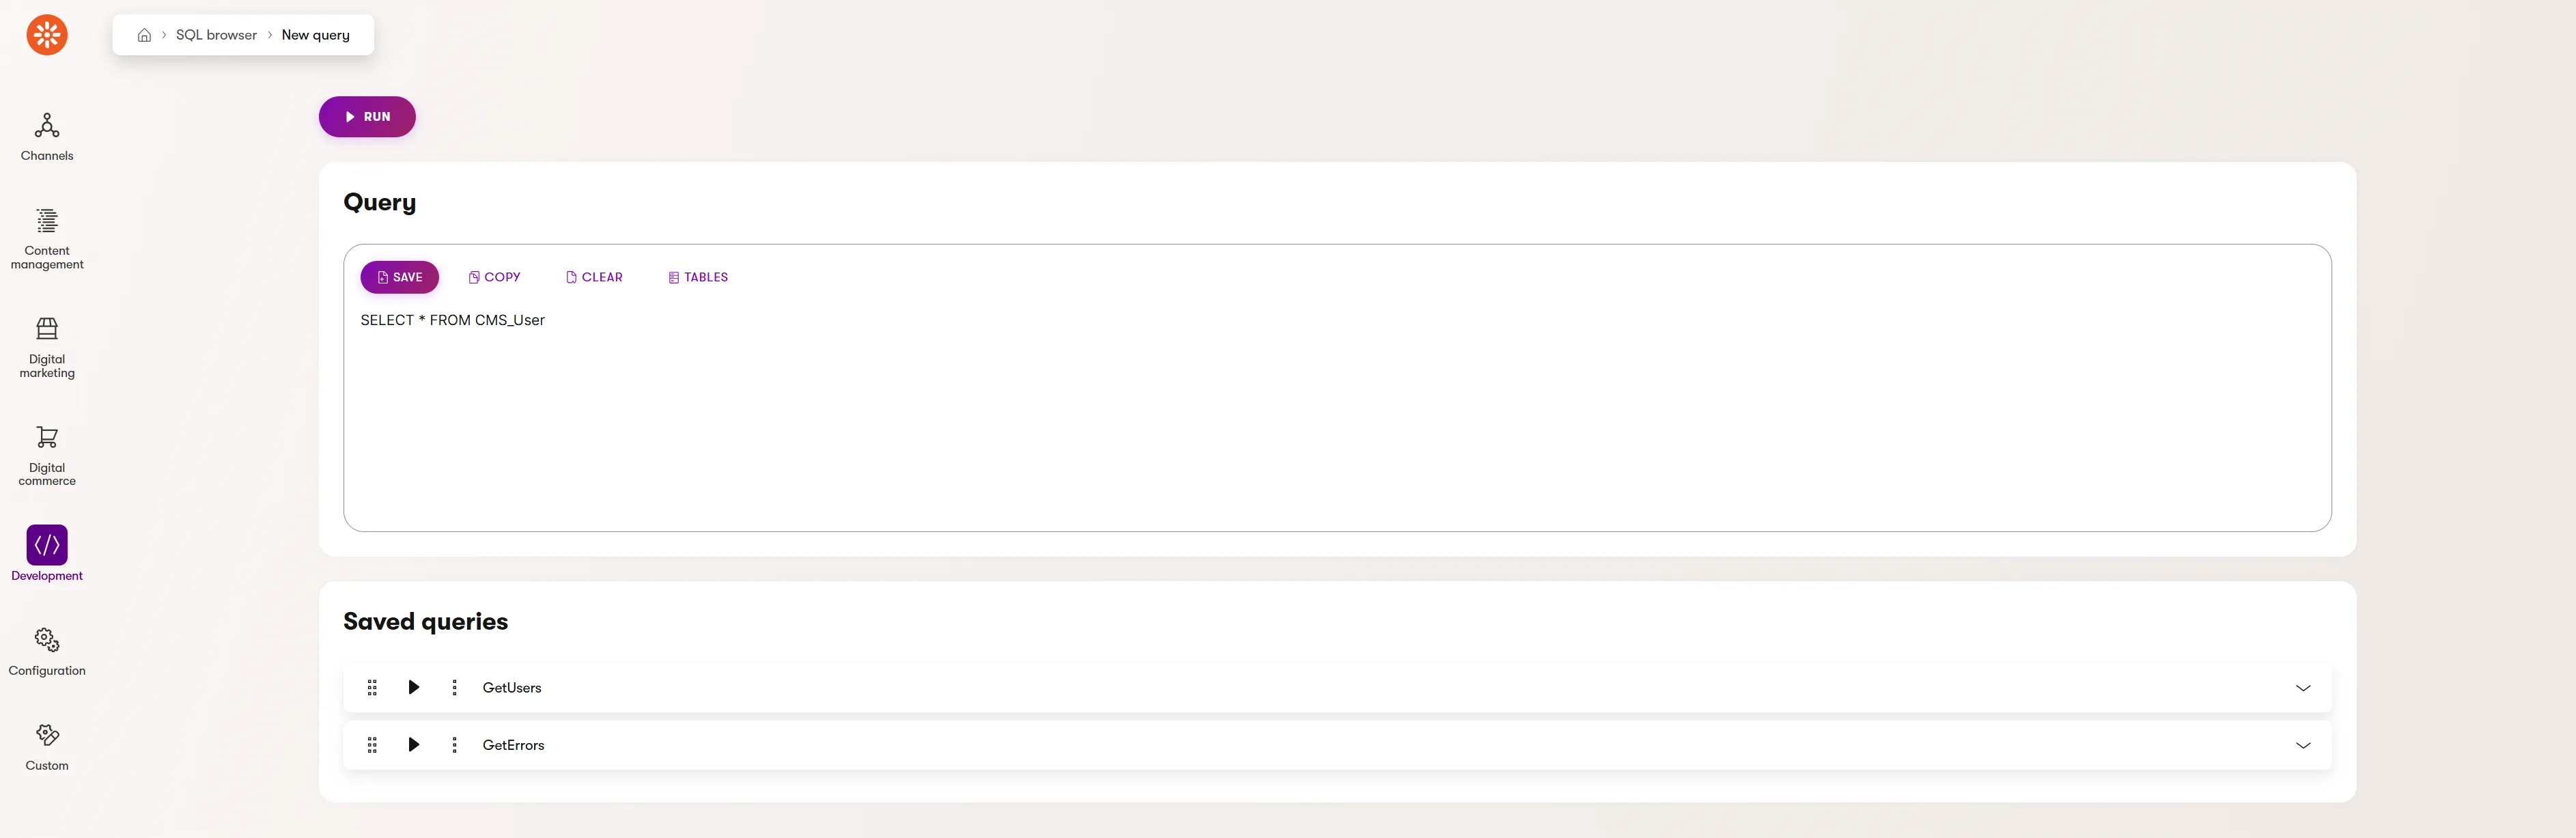 SQL browser New query
Channels
Content
management
Digital
marketing
Digital
commerce
Development
Configuration
Custom
RUN
Query
SAVE COPY CLEAR TABLES
SELECT * FROM CMS_User
Saved queries
GetUsers
GetErrors